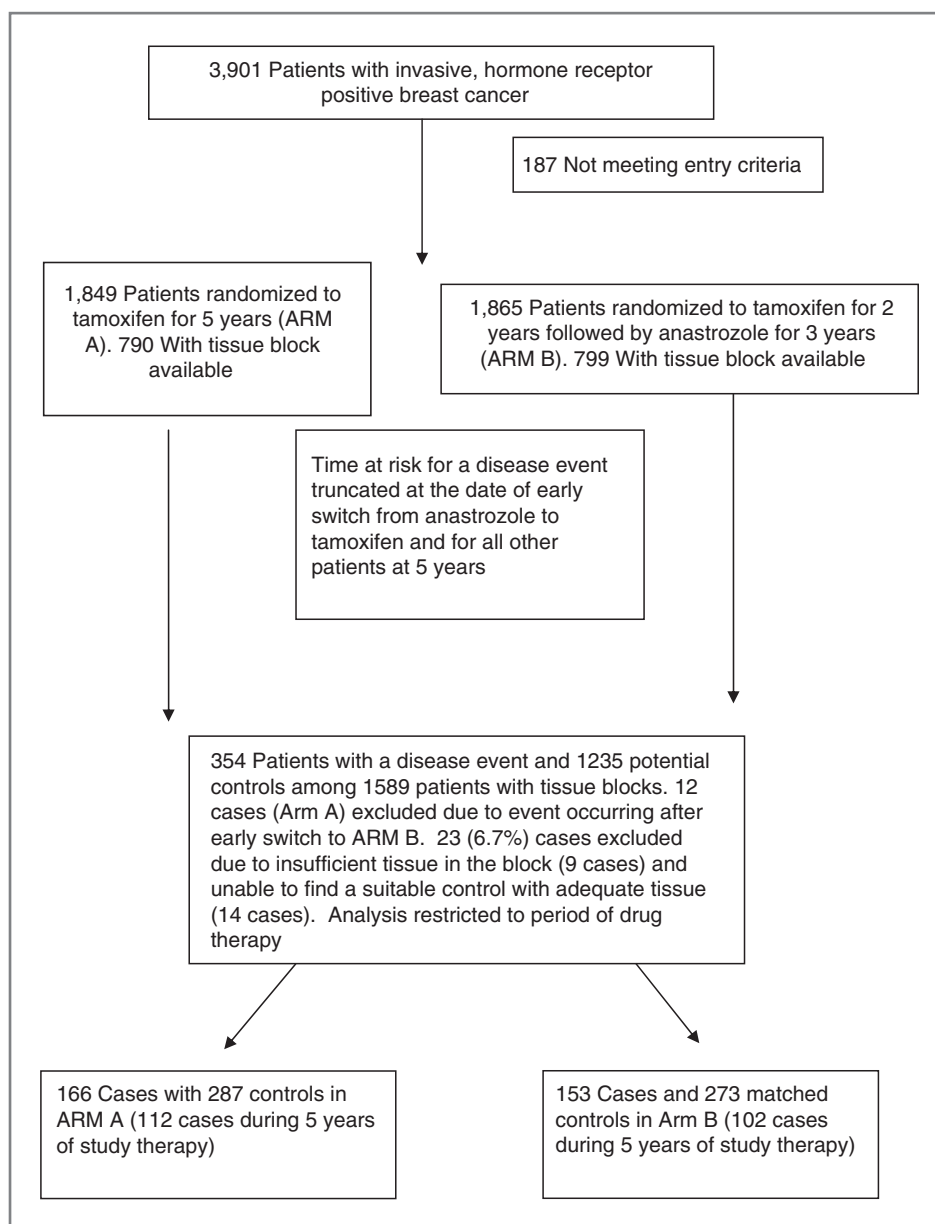 3,901 Patients with invasive, hormone receptor
positive breast cancer
187 Not meeting entry criteria
1,849 Patients randomized to
tamoxifen for 5 years (ARM
A). 790 With tissue block
available
1,865 Patients randomized to tamoxifen for 2
years followed by anastrozole for 3 years
(ARM B). 799 With tissue block available
Time at risk for a disease event
truncated at the date of early
switch from anastrozole to
tamoxifen and for all other
patients at 5 years
354 Patients with a disease event and 1235 potential
controls among 1589 patients with tissue blocks. 12
cases (Arm A) excluded due to event occurring after
early switch to ARM B. 23 (6.7%) cases excluded
due to insufficient tissue in the block (9 cases) and
unable to find a suitable control with adequate tissue
(14 cases). Analysis restricted to period of drug
therapy
166 Cases with 287 controls in
ARM A (112 cases during 5 years
of study therapy)
153 Cases and 273 matched
controls in Arm B (102 cases
during 5 years of study therapy)